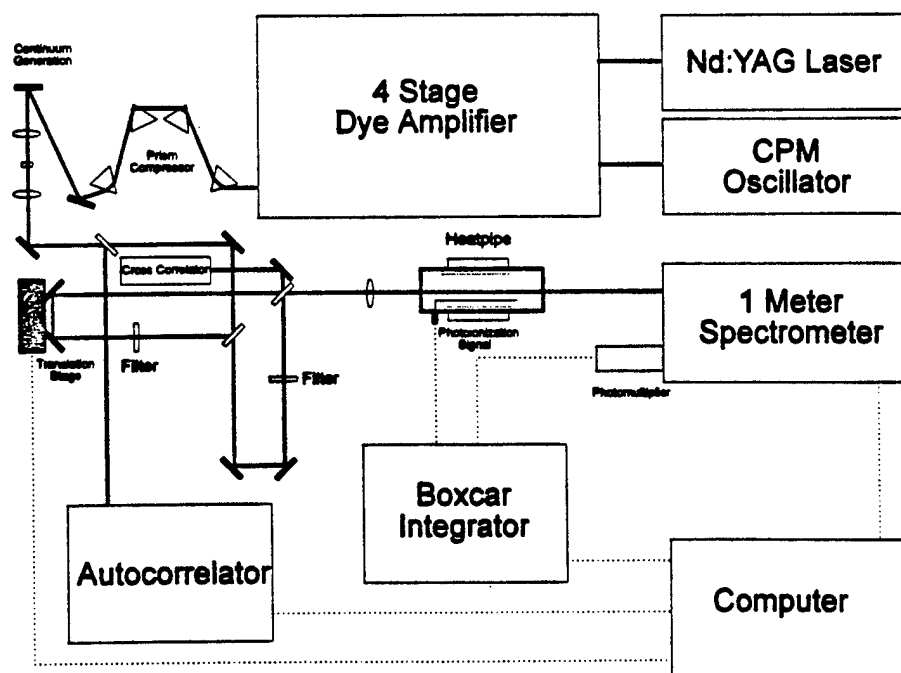 Continuum
Generation
4 Stage
Dye Amplifier
Nd:YAG Laser
CPM
Oscillator
Prism
Compressor
Cross Correlator
Heatpipe
Photoionization
Signal
1 Meter
Spectrometer
Translation
Stage
Filter
Filter
Photomultiplier
Boxcar
Integrator
Autocorrelator
Computer